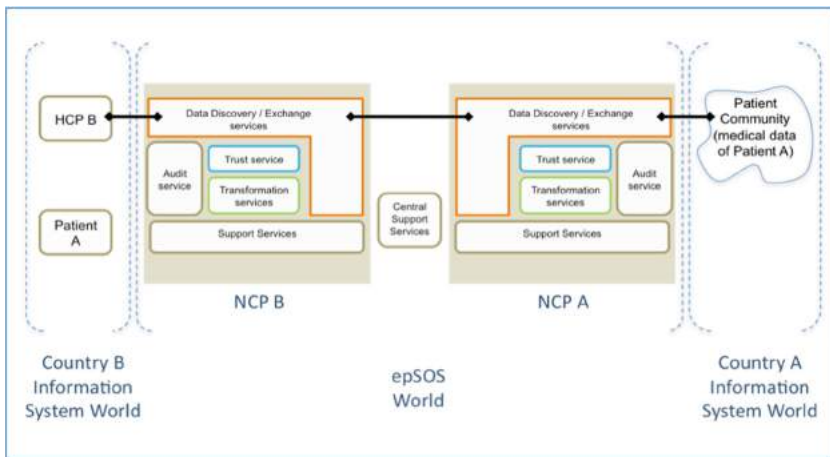 HCP B
Patient
A
Data Discovery / Exchange
services
Audit
service
Trust service
Transformation
services
Support Services
NCP B
Central
Support
Services
Data Discovery / Exchange
services
Trust service
Transformation
services
Audit
service
Support Services
NCP A
Patient
Community
(medical data
of Patient A)
Country B
Information
System World
epSOS
World
Country A
Information
System World